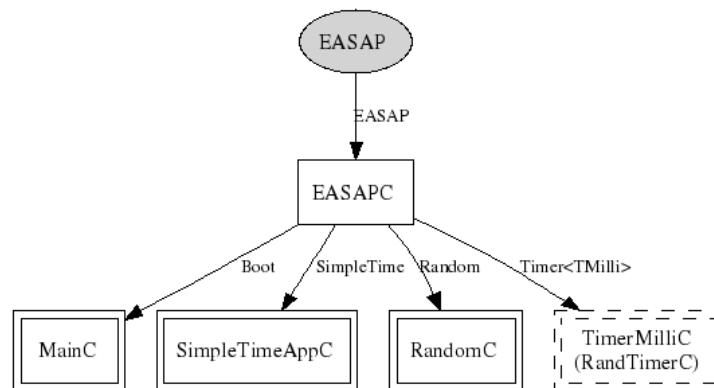 EASAP
EASAP
EASAPC
Boot
SimpleTime
Random
Timer<TMilli>
MainC
SimpleTimeAppC
RandomC
TimerMilliC
(RandTimerC)